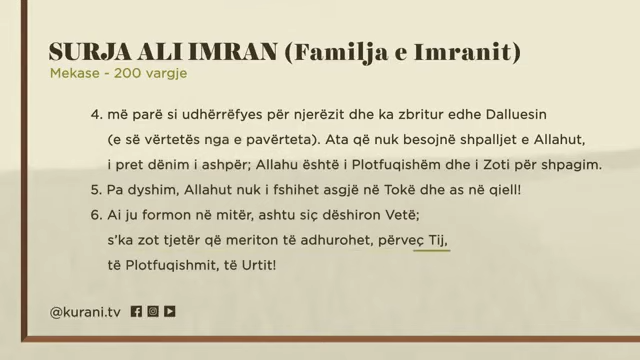 SURJA ALI IMRAN (Familja e Imranit)
Mekase - 200 vargje
4. më parë si udhërrëfyes për njerëzit dhe ka zbritur edhe Dalluesin
(e së vërtetës nga e pavërteta). Ata që nuk besojnë shpalljet e Allahut,
i pret dënim i ashpër; Allahu është i Plotfuqishëm dhe i Zoti për shpagim.
5. Pa dyshim, Allahut nuk i fshihet asgjë në Tokë dhe as në qiell!
6. Ai ju formon në mitër, ashtu siç dëshiron Vetë;
s'ka zot tjetër që meriton të adhurohet, përveç Tij,
të Plotfuqishmit, të Urtit!
@kurani.tv